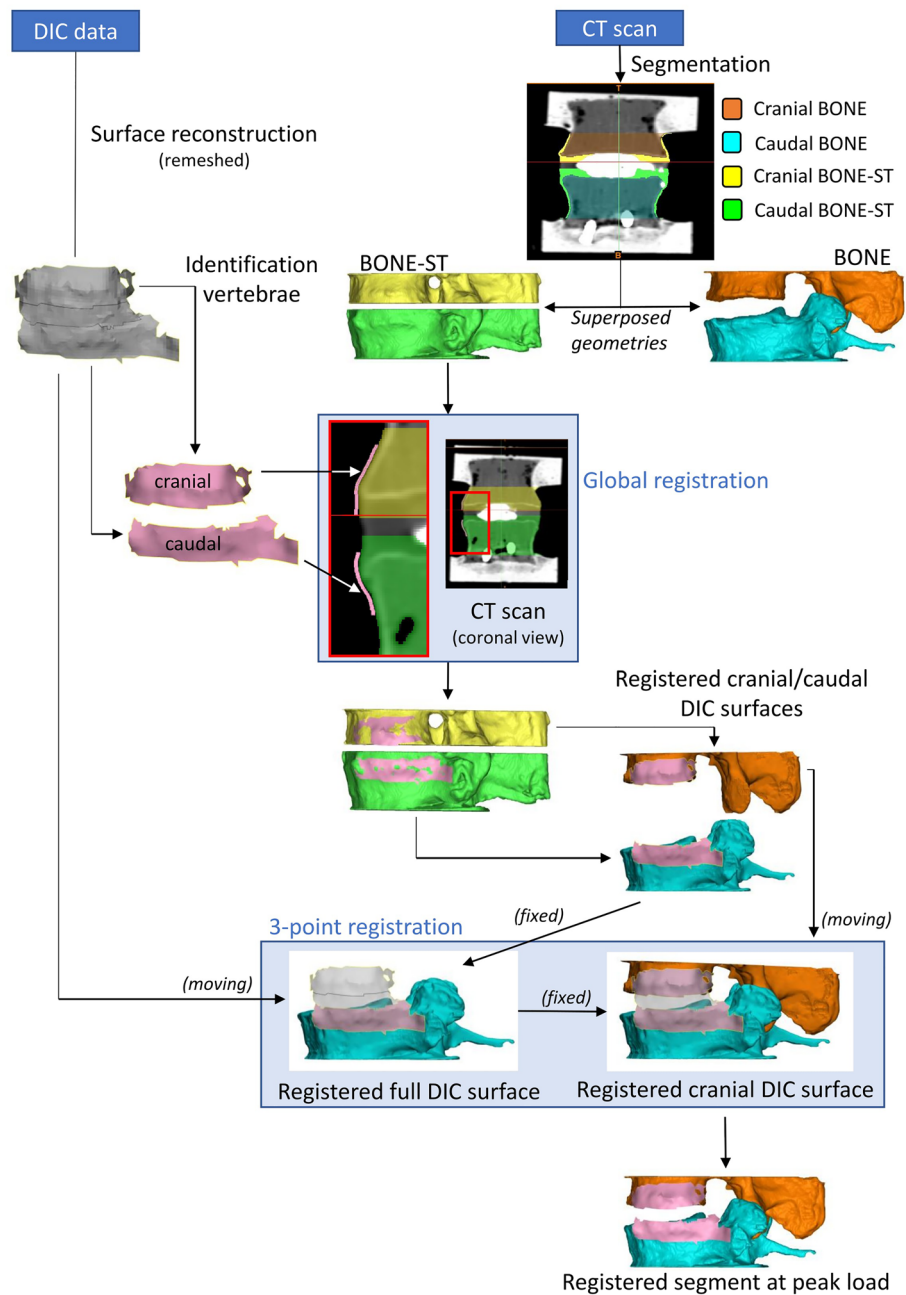 DIC data
CT scan
Segmentation
T
Cranial BONE
Caudal BONE
Cranial BONE-ST
Caudal BONE-ST
B
Surface reconstruction
(remeshed)
Identification
vertebrae
BONE-ST
BONE
Superposed
geometries
cranial
caudal
Global registration
CT scan
(coronal view)
Registered cranial/caudal
DIC surfaces
3-point registration
(fixed)
(moving)
(moving)
(fixed)
Registered full DIC surface
Registered cranial DIC surface
Registered segment at peak load